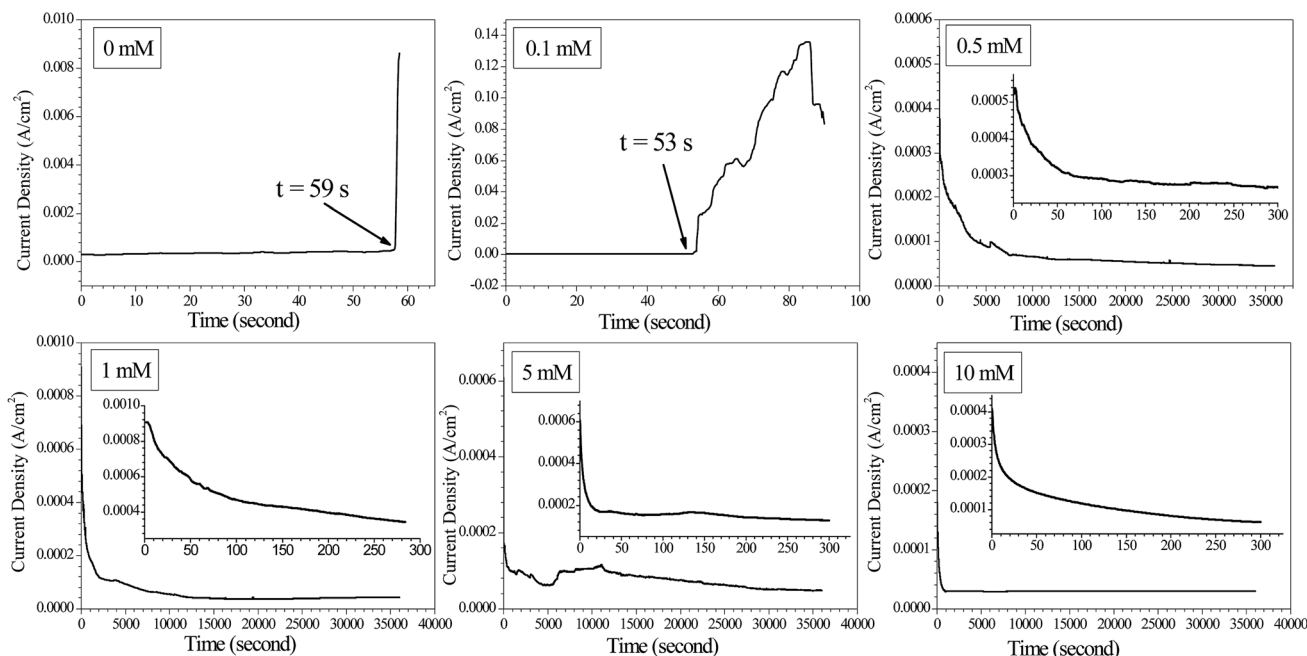 0 mM
Current Density (A/cm²)
0.010
0.008
0.006
0.004
0.002
0.000
t = 59 s
0 10 20 30 40 50 60
Time (second)
0.1 mM
Current Density (A/cm²)
0.14
0.12
0.10
0.08
0.06
0.04
0.02
0.00
-0.02
t = 53 s
0 20 40 60 80 100
Time (second)
0.5 mM
Current Density (A/cm²)
0.0006
0.0005
0.0004
0.0003
0.0002
0.0001
0.0000
0.0005
0.0004
0.0003
0 50 100 150 200 250 300
0 5000 10000 15000 20000 25000 30000 35000
Time (second)
1 mM
Current Density (A/cm²)
0.0010
0.0008
0.0006
0.0004
0.0002
0.0000
0.0010
0.0008
0.0006
0.0004
0 50 100 150 200 250 300
0 5000 10000 15000 20000 25000 30000 35000 40000
Time (second)
5 mM
Current Density (A/cm²)
0.0006
0.0004
0.0002
0.0000
0.0006
0.0004
0.0002
0 50 100 150 200 250 300
0 5000 10000 15000 20000 25000 30000 35000 40000
Time (second)
10 mM
Current Density (A/cm²)
0.0005
0.0004
0.0003
0.0002
0.0001
0.0000
0.0004
0.0003
0.0002
0.0001
0 50 100 150 200 250 300
0 5000 10000 15000 20000 25000 30000 35000 40000
Time (second)